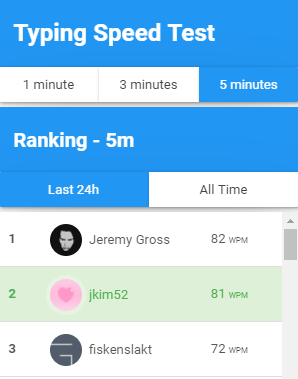 Typing Speed Test
1 minute 3 minutes 5 minutes
Ranking - 5m
Last 24h All Time
1 Jeremy Gross 82 WPM
2 jkim52 81 WPM
3 fiskenslakt 72 WPM